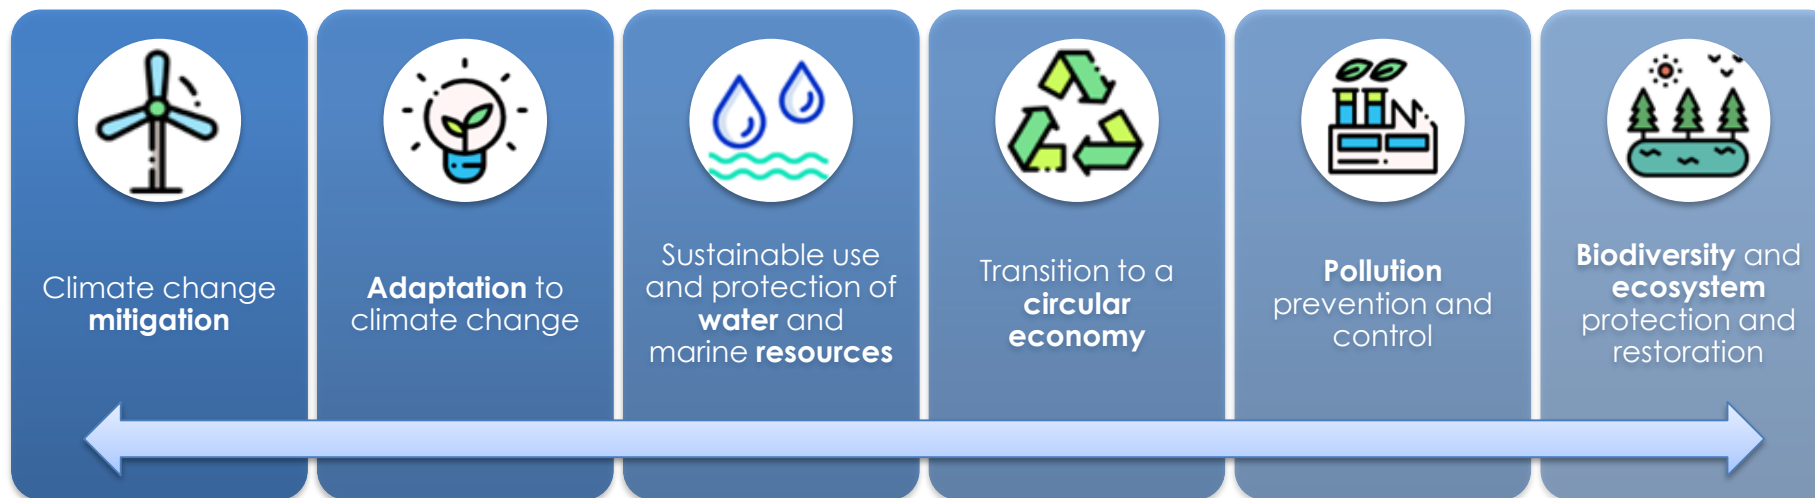 Climate change
mitigation
Adaptation to
climate change
Sustainable use
and protection of
water and
marine resources
Transition to a
circular
economy
Pollution
prevention and
control
Biodiversity and
ecosystem
protection and
restoration